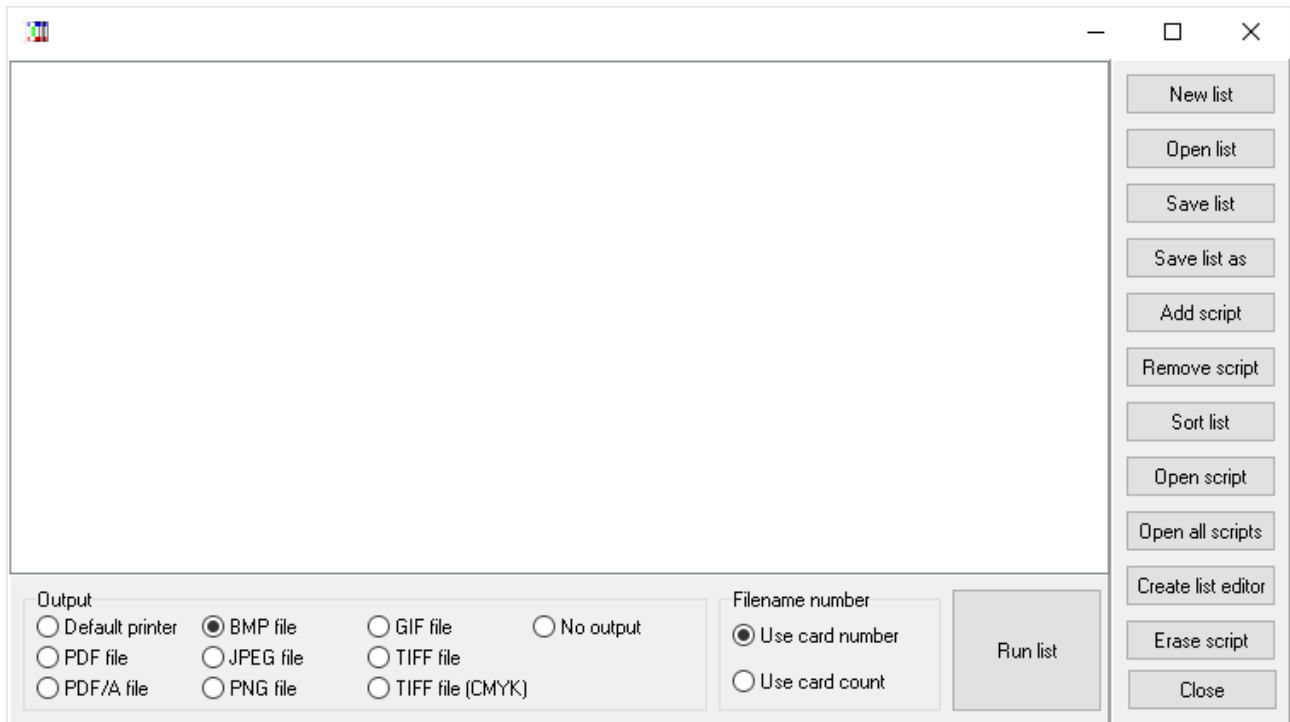 New list
Open list
Save list
Save list as
Add script
Remove script
Sort list
Open script
Open all scripts
Create list editor
Erase script
Close
Output
Default printer BMP file GIF file No output
PDF file JPEG file TIFF file
PDF/A file PNG file TIFF file (CMYK)
Filename number
Use card number
Use card count
Run list